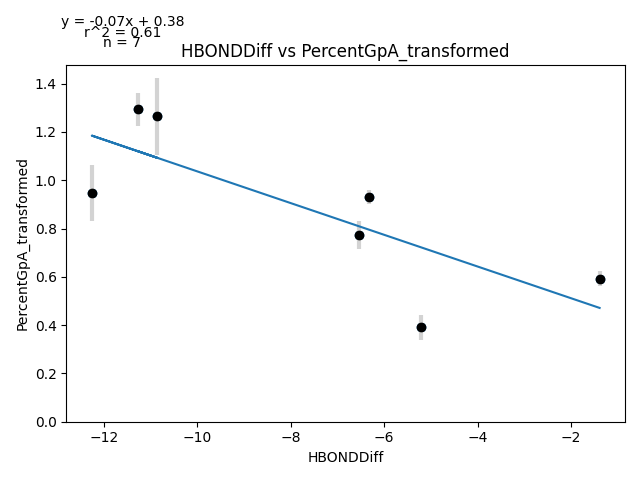 y = -0.07x + 0.38
r^2 = 0.61
n = 7
HBONDDiff vs PercentGpA_transformed
PercentGpA_transformed
1.4
1.2
1.0
0.8
0.6
0.4
0.2
0.0
−12
−10
−8
−6
−4
−2
HBONDDiff